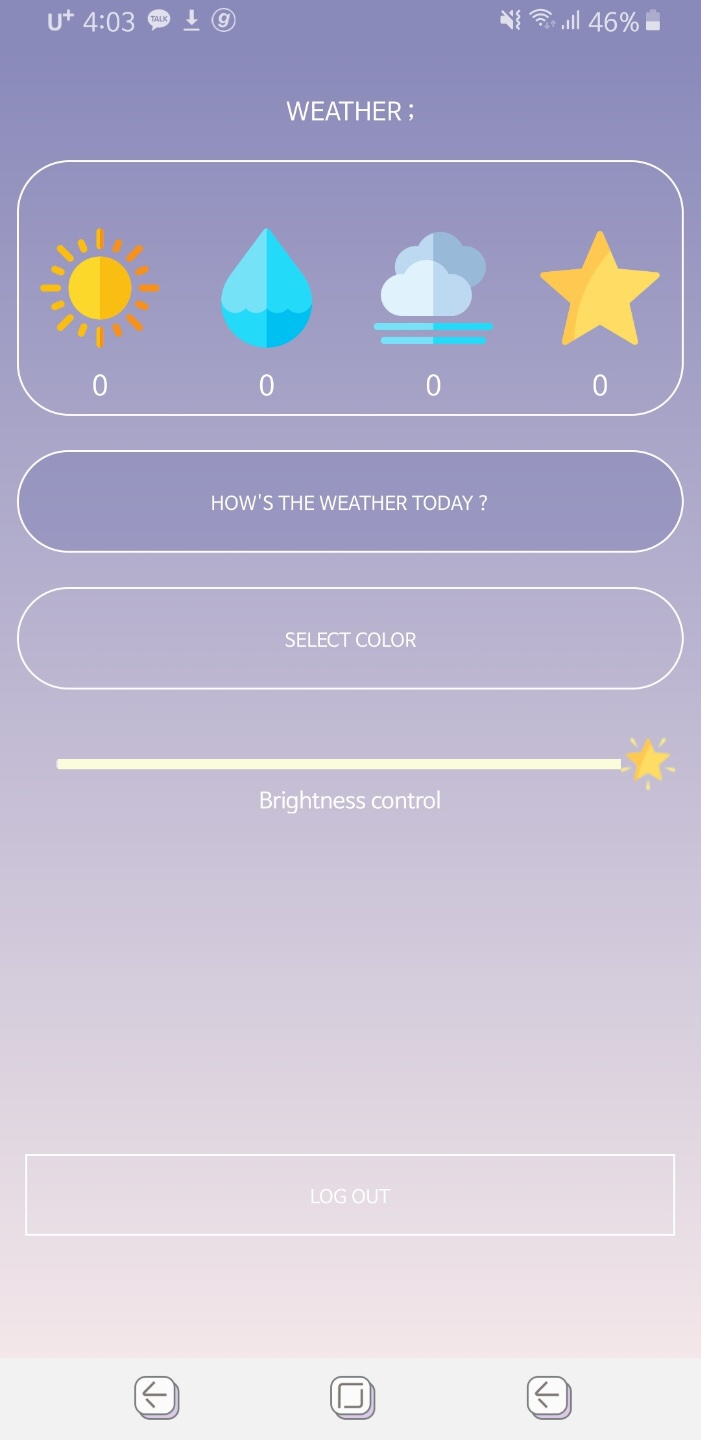 U+ 4:03 TALK g 46%
WEATHER ;
0 0 0 0
HOW'S THE WEATHER TODAY ?
SELECT COLOR
Brightness control
LOG OUT